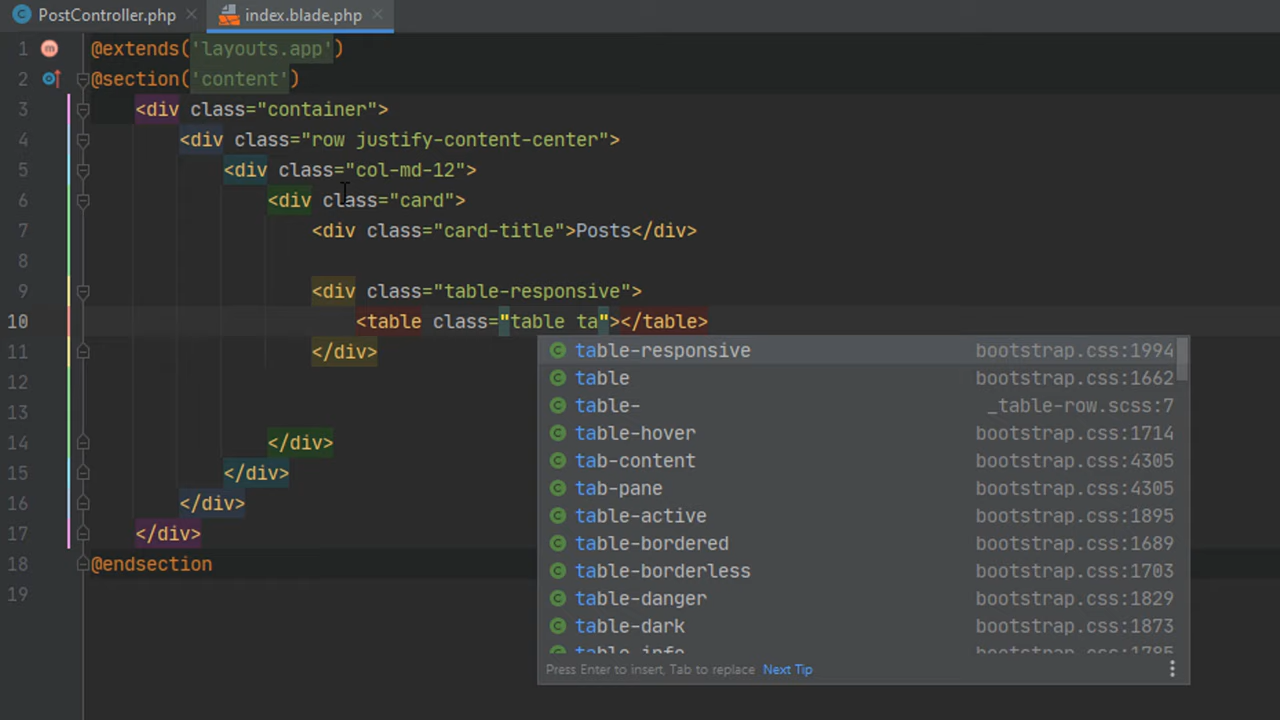 PostController.php index.blade.php
1 @extends('layouts.app')
2 @section('content')
3 <div class="container">
4 <div class="row justify-content-center">
5 <div class="col-md-12">
6 <div class="card">
7 <div class="card-title">Posts</div>
8
9 <div class="table-responsive">
10 <table class="table ta"></table>
11 </div>
12
13
14 </div>
15 </div>
16 </div>
17 </div>
18 @endsection
19
table-responsive bootstrap.css:1994
table bootstrap.css:1662
table- _table-row.scss:7
table-hover bootstrap.css:1714
tab-content bootstrap.css:4305
tab-pane bootstrap.css:4305
table-active bootstrap.css:1895
table-bordered bootstrap.css:1689
table-borderless bootstrap.css:1703
table-danger bootstrap.css:1829
table-dark bootstrap.css:1873
table-info bootstrap.css:1785
Press Enter to insert, Tab to replace Next Tip